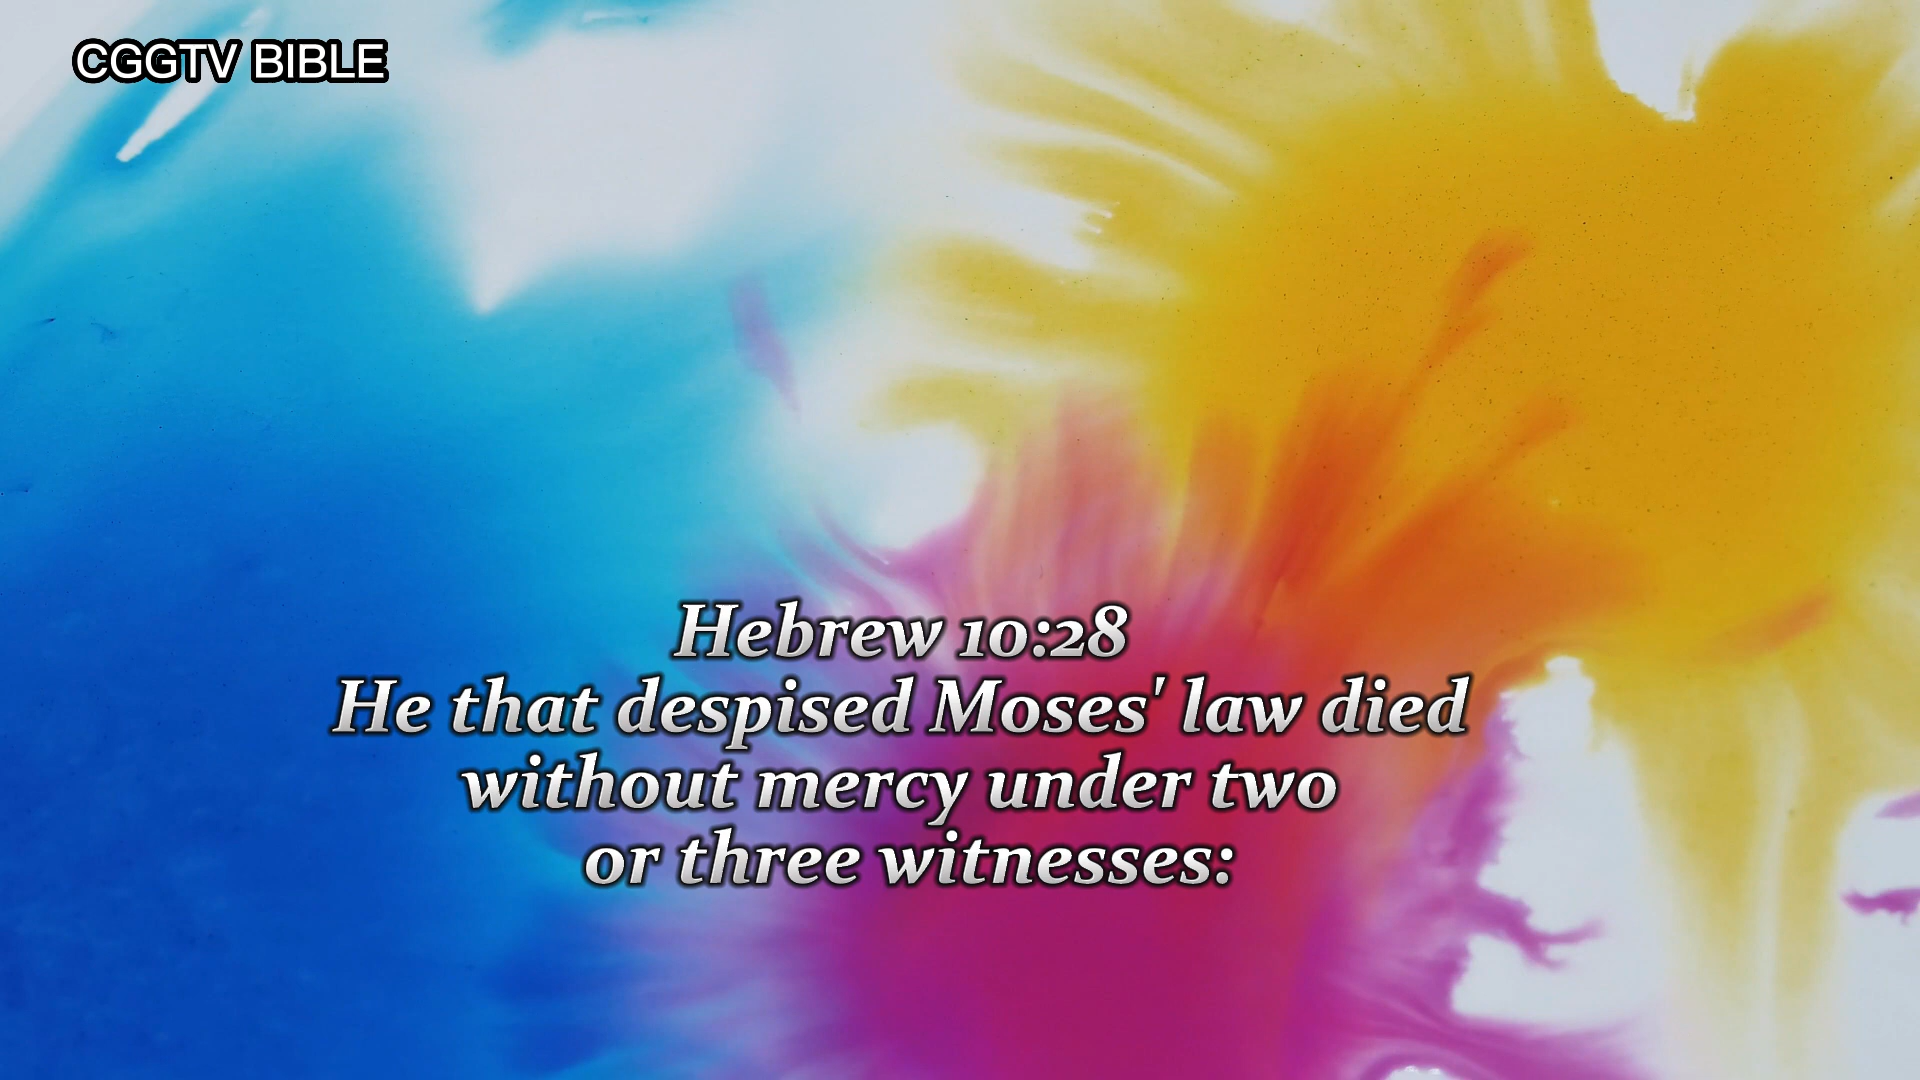 CGGTV BIBLE
Hebrew 10:28
He that despised Moses' law died
without mercy under two
or three witnesses: